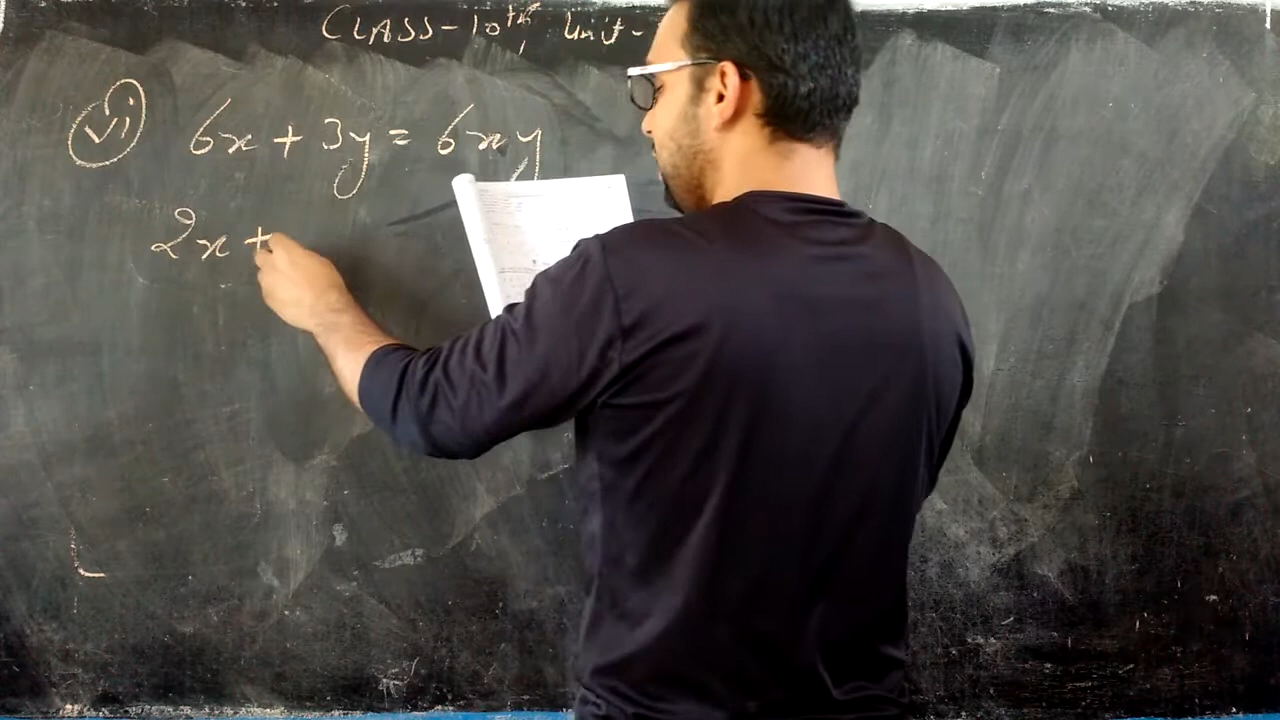 CLASS-10th, Unit-
vi 6x + 3y = 6xy
2x +